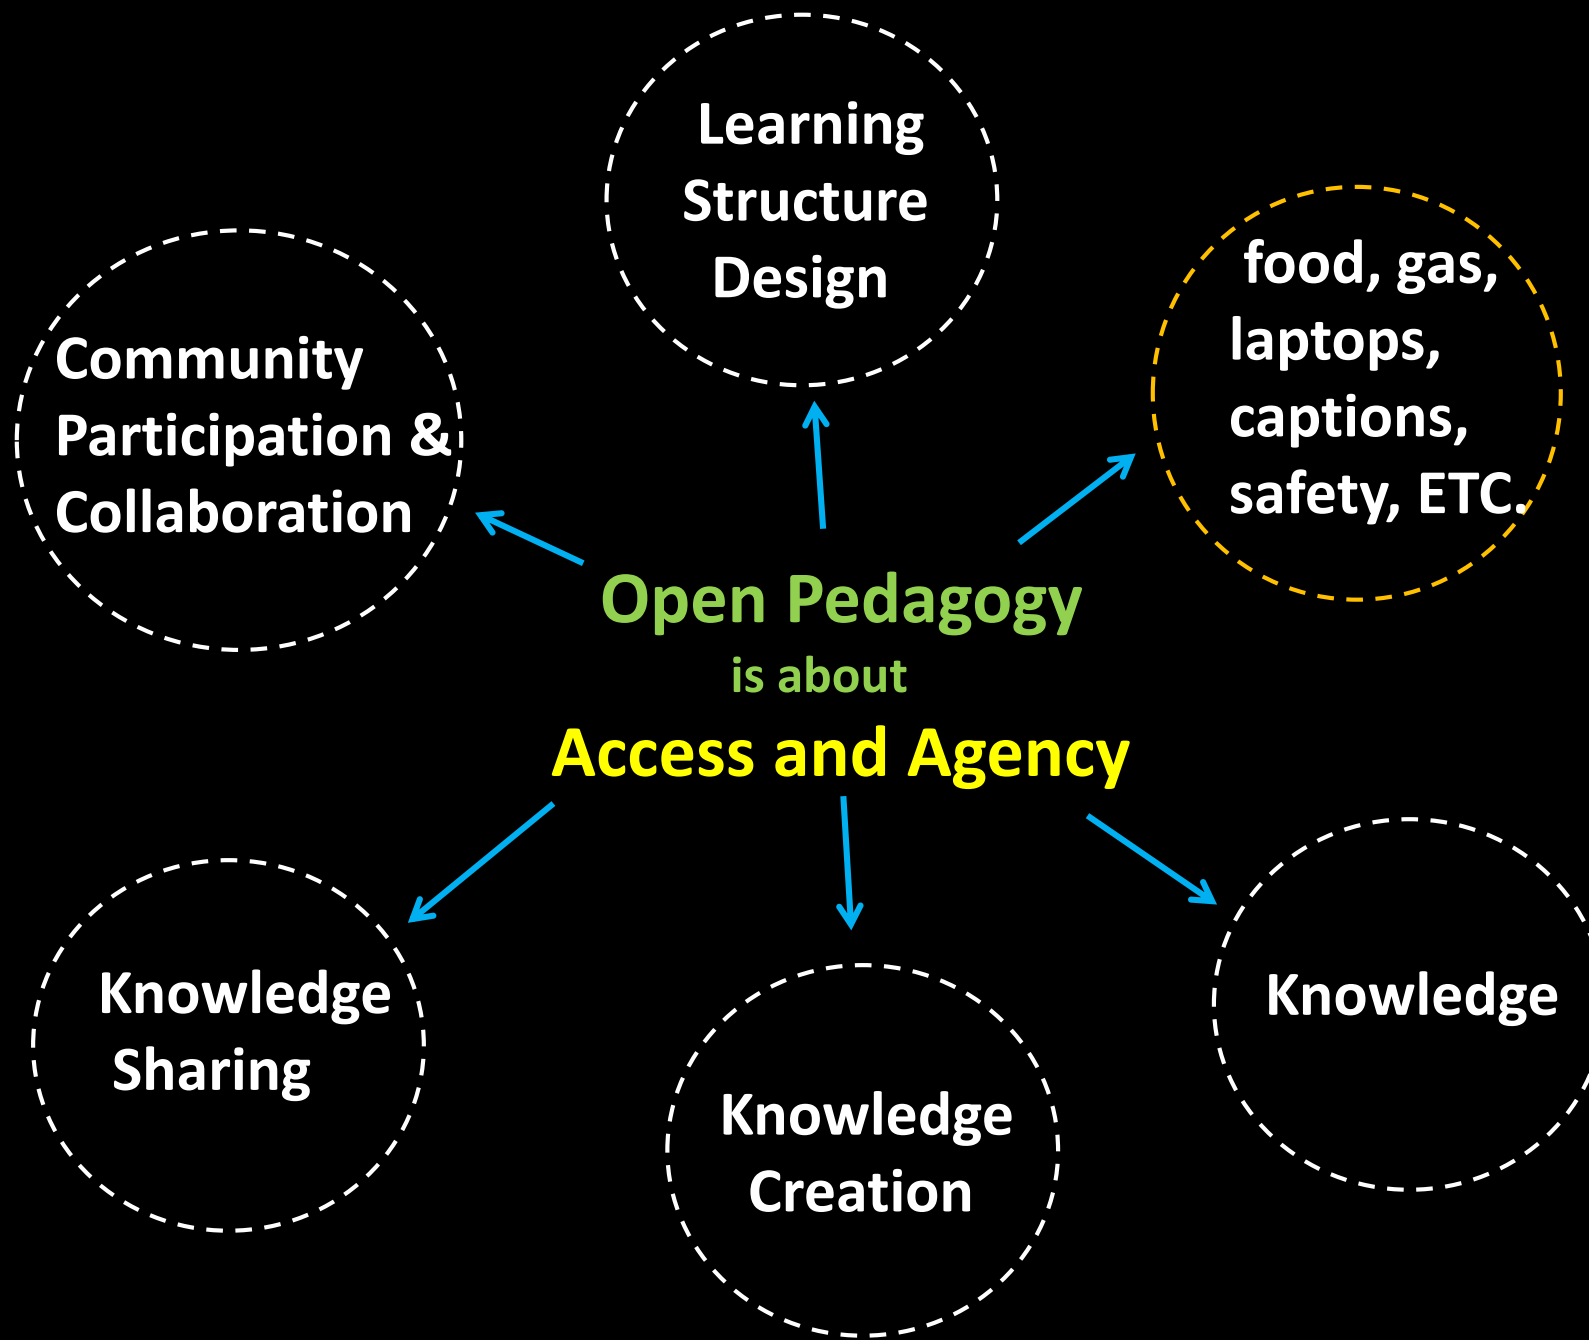 Learning
Structure
Design
food, gas,
laptops,
captions,
safety, ETC.
Community
Participation &
Collaboration
Open Pedagogy
is about
Access and Agency
Knowledge
Sharing
Knowledge
Creation
Knowledge